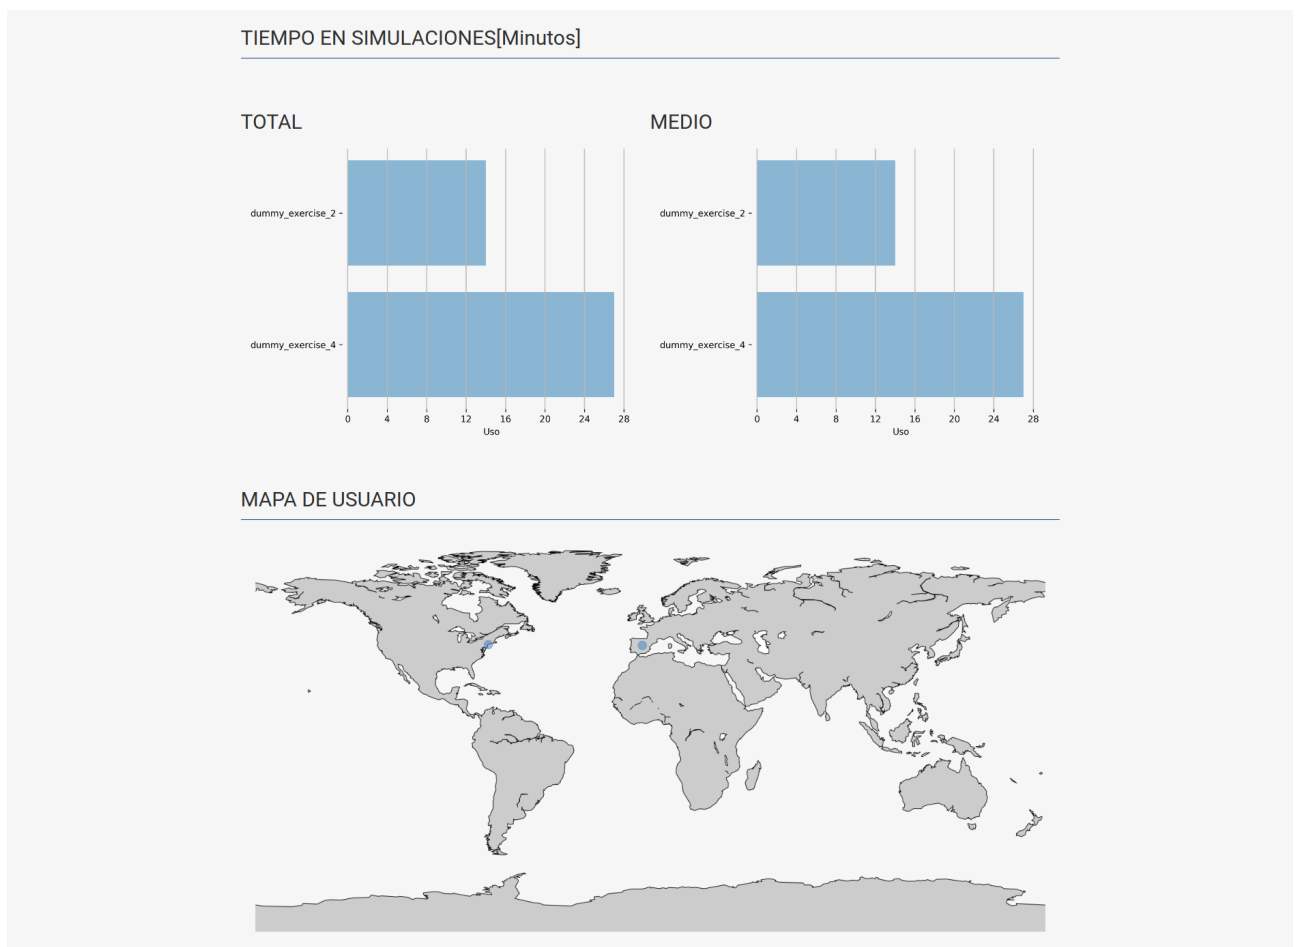 TIEMPO EN SIMULACIONES[Minutos]
TOTAL
dummy_exercise_2
dummy_exercise_4
0 4 8 12 16 20 24 28
Uso
MEDIO
dummy_exercise_2
dummy_exercise_4
0 4 8 12 16 20 24 28
Uso
MAPA DE USUARIO